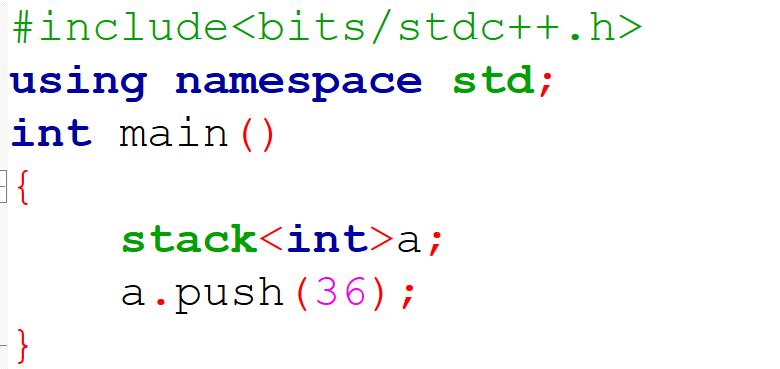 #include<bits/stdc++.h>
using namespace std;
int main()
{
    stack<int>a;
    a.push(36);
}